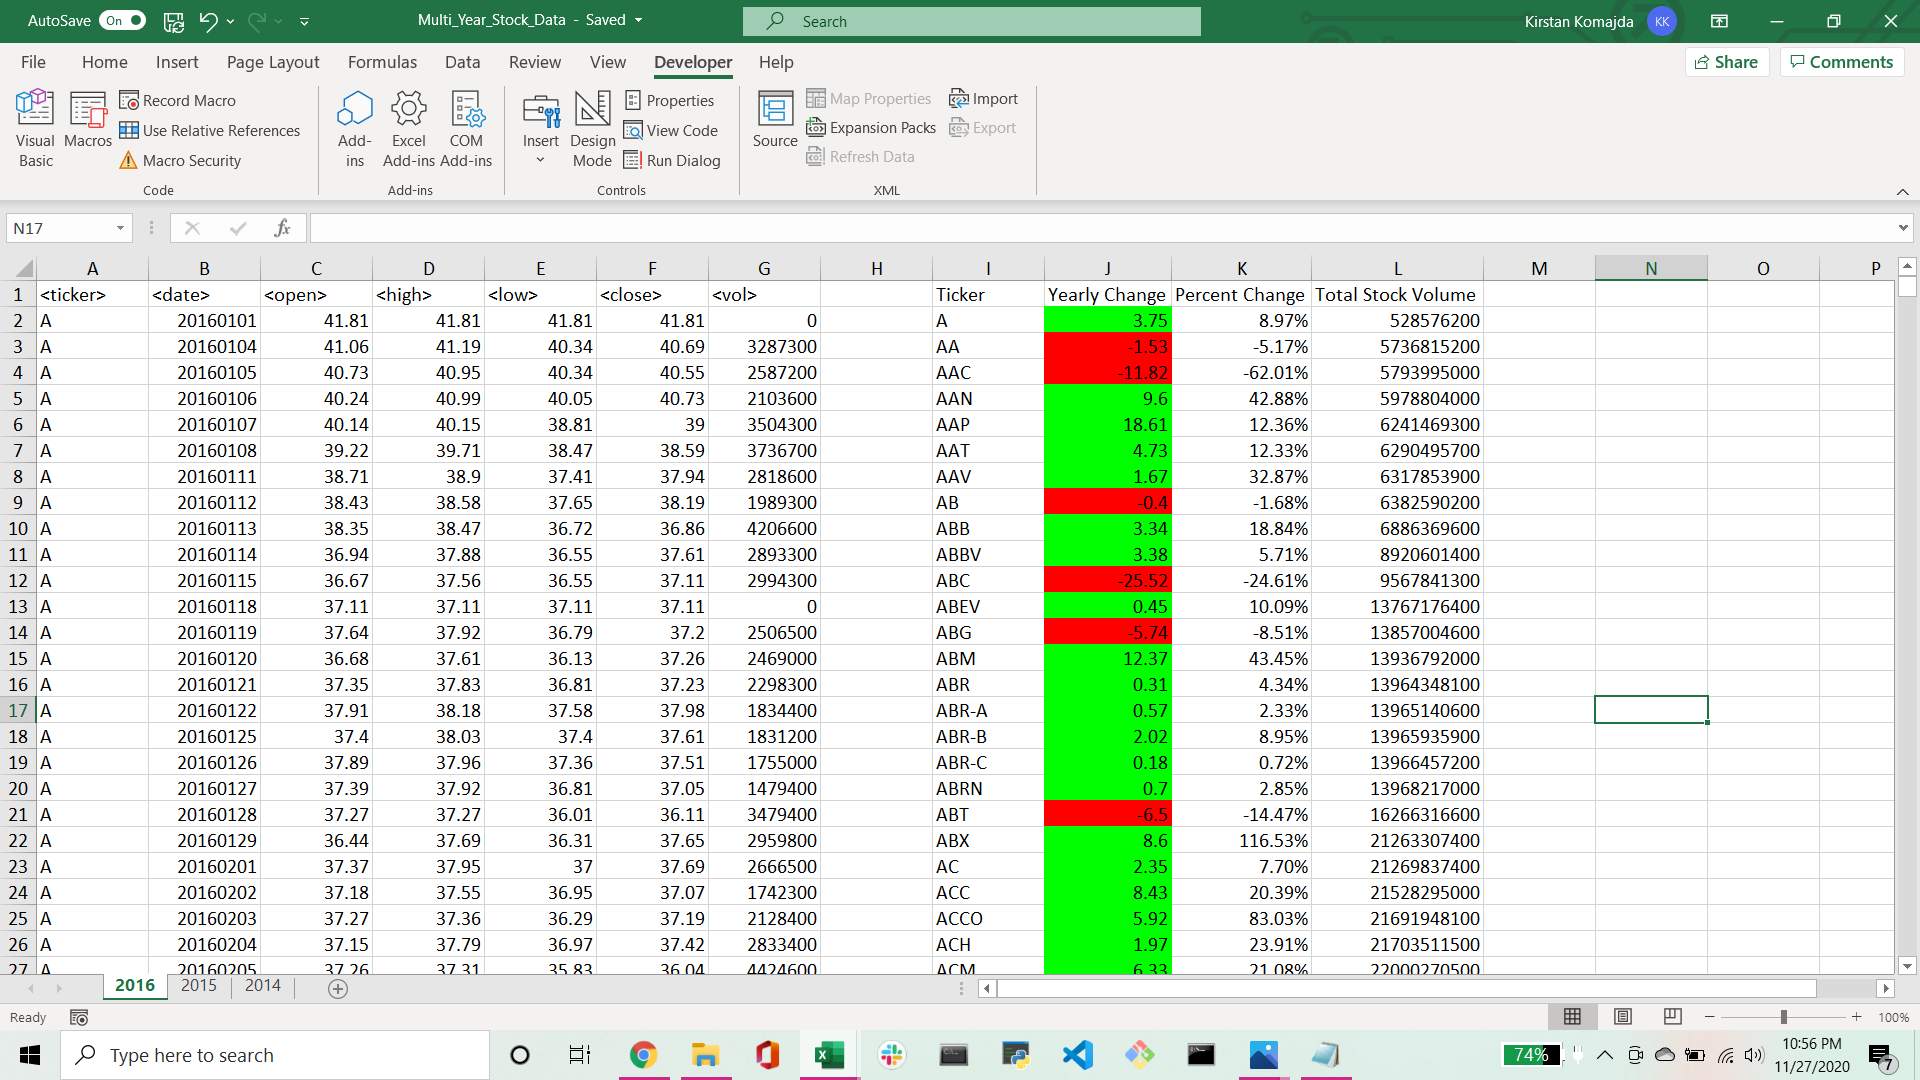 AutoSave On Multi_Year_Stock_Data - Saved Search Kirstan Komajda KK
File Home Insert Page Layout Formulas Data Review View Developer Help Share Comments
Visual Basic Macros Record Macro Use Relative References Macro Security Code
Add-ins Excel Add-ins COM Add-ins Add-ins
Insert Design Mode Properties View Code Run Dialog Controls
Source Map Properties Expansion Packs Refresh Data Import Export XML
N17 fx
A B C D E F G H I J K L M N O P
1 <ticker> <date> <open> <high> <low> <close> <vol> Ticker Yearly Change Percent Change Total Stock Volume
2 A 20160101 41.81 41.81 41.81 41.81 0 A 3.75 8.97% 528576200
3 A 20160104 41.06 41.19 40.34 40.69 3287300 AA -1.53 -5.17% 5736815200
4 A 20160105 40.73 40.95 40.34 40.55 2587200 AAC -11.82 -62.01% 5793995000
5 A 20160106 40.24 40.99 40.05 40.73 2103600 AAN 9.6 42.88% 5978804000
6 A 20160107 40.14 40.15 38.81 39 3504300 AAP 18.61 12.36% 6241469300
7 A 20160108 39.22 39.71 38.47 38.59 3736700 AAT 4.73 12.33% 6290495700
8 A 20160111 38.71 38.9 37.41 37.94 2818600 AAV 1.67 32.87% 6317853900
9 A 20160112 38.43 38.58 37.65 38.19 1989300 AB -0.4 -1.68% 6382590200
10 A 20160113 38.35 38.47 36.72 36.86 4206600 ABB 3.34 18.84% 6886369600
11 A 20160114 36.94 37.88 36.55 37.61 2893300 ABBV 3.38 5.71% 8920601400
12 A 20160115 36.67 37.56 36.55 37.11 2994300 ABC -25.52 -24.61% 9567841300
13 A 20160118 37.11 37.11 37.11 37.11 0 ABEV 0.45 10.09% 13767176400
14 A 20160119 37.64 37.92 36.79 37.2 2506500 ABG -5.74 -8.51% 13857004600
15 A 20160120 36.68 37.61 36.13 37.26 2469000 ABM 12.37 43.45% 13936792000
16 A 20160121 37.35 37.83 36.81 37.23 2298300 ABR 0.31 4.34% 13964348100
17 A 20160122 37.91 38.18 37.58 37.98 1834400 ABR-A 0.57 2.33% 13965140600
18 A 20160125 37.4 38.03 37.4 37.61 1831200 ABR-B 2.02 8.95% 13965935900
19 A 20160126 37.89 37.96 37.36 37.51 1755000 ABR-C 0.18 0.72% 13966457200
20 A 20160127 37.39 37.92 36.81 37.05 1479400 ABRN 0.7 2.85% 13968217000
21 A 20160128 37.27 37.27 36.01 36.11 3479400 ABT -6.5 -14.47% 16266316600
22 A 20160129 36.44 37.69 36.31 37.65 2959800 ABX 8.6 116.53% 21263307400
23 A 20160201 37.37 37.95 37 37.69 2666500 AC 2.35 7.70% 21269837400
24 A 20160202 37.18 37.55 36.95 37.07 1742300 ACC 8.43 20.39% 21528295000
25 A 20160203 37.27 37.36 36.29 37.19 2128400 ACCO 5.92 83.03% 21691948100
26 A 20160204 37.15 37.79 36.97 37.42 2833400 ACH 1.97 23.91% 21703511500
27 A 20160205 37.26 37.31 35.83 36.04 4424600 ACM 6.33 21.08% 22000270500
2016 2015 2014
Ready 100%
Type here to search 74% 10:56 PM
11/27/2020 7